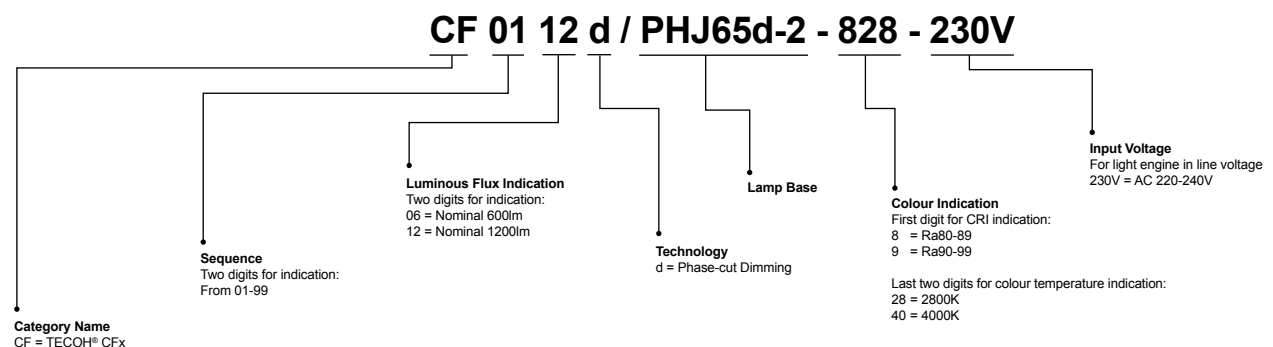 CF 01 12 d / PHJ65d-2 - 828 - 230V
Category Name
CF = TECOH® CFx
Sequence
Two digits for indication:
From 01-99
Luminous Flux Indication
Two digits for indication:
06 = Nominal 600lm
12 = Nominal 1200lm
Technology
d = Phase-cut Dimming
Lamp Base
Colour Indication
First digit for CRI indication:
8 = Ra80-89
9 = Ra90-99
Last two digits for colour temperature indication:
28 = 2800K
40 = 4000K
Input Voltage
For light engine in line voltage
230V = AC 220-240V